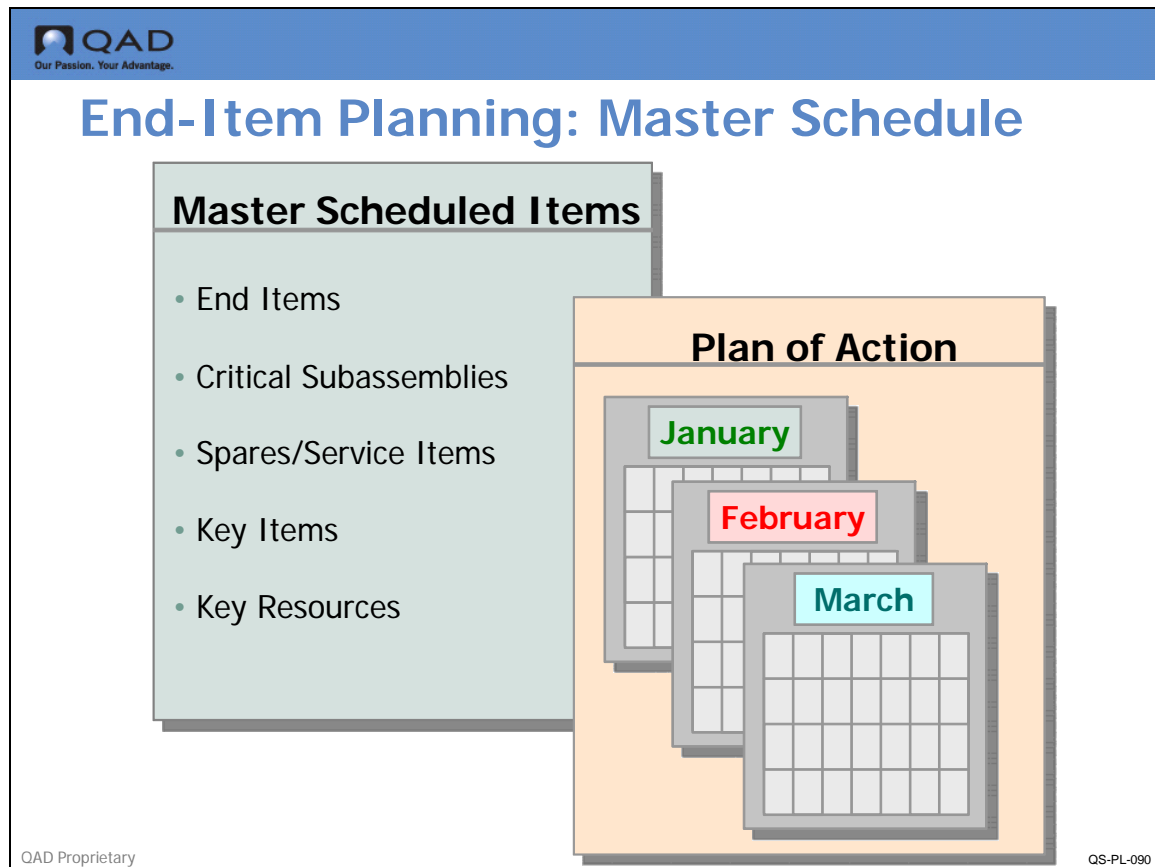 QAD
Our Passion. Your Advantage.
End-Item Planning: Master Schedule
Master Scheduled Items
• End Items
• Critical Subassemblies
• Spares/Service Items
• Key Items
• Key Resources
Plan of Action
January
February
March
QAD Proprietary
QS-PL-090